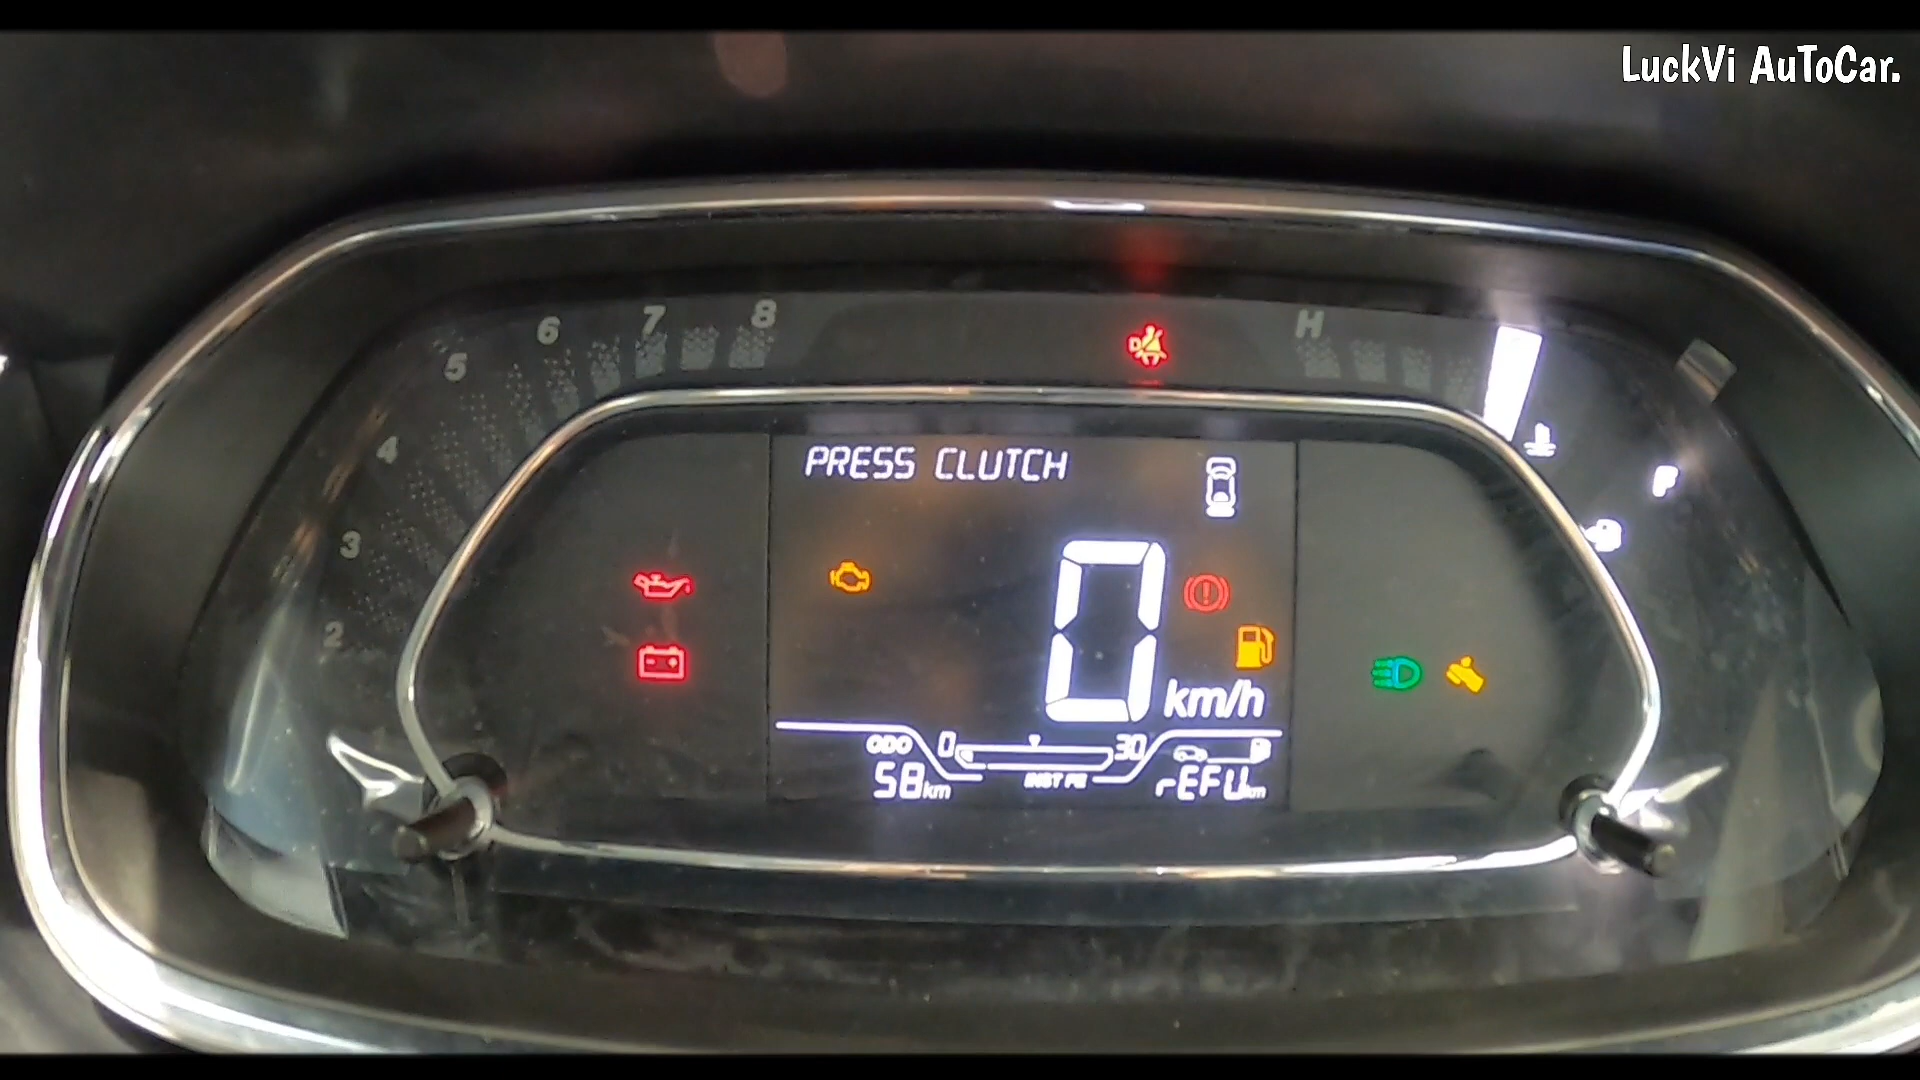 LuckVi AuToCar.
8
7
6
5
4
3
2
H
F
PRESS CLUTCH
0
km/h
ODO
58km
0
30
INST FE
rEFUkm